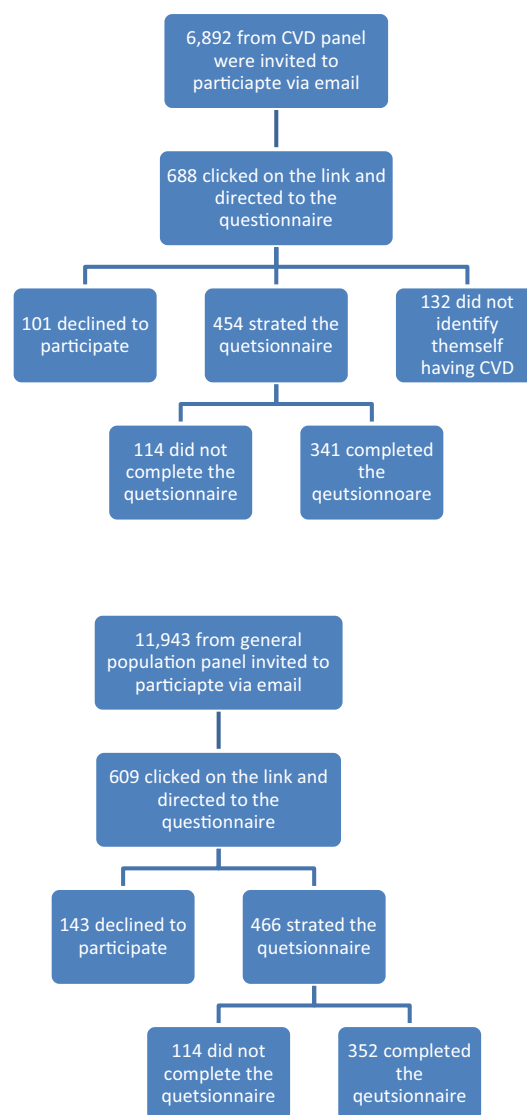 6,892 from CVD panel
were invited to
particiapte via email
688 clicked on the link and
directed to the
questionnaire
101 declined to
participate
454 strated the
quetsionnaire
132 did not
identify
themself
having CVD
114 did not
complete the
quetsionnaire
341 completed
the
qeutsionnoare
11,943 from general
population panel invited to
particiapte via email
609 clicked on the link and
directed to the
questionnaire
143 declined to
participate
466 strated the
quetsionnaire
114 did not
complete the
quetsionnaire
352 completed
the
qeutsionnaire